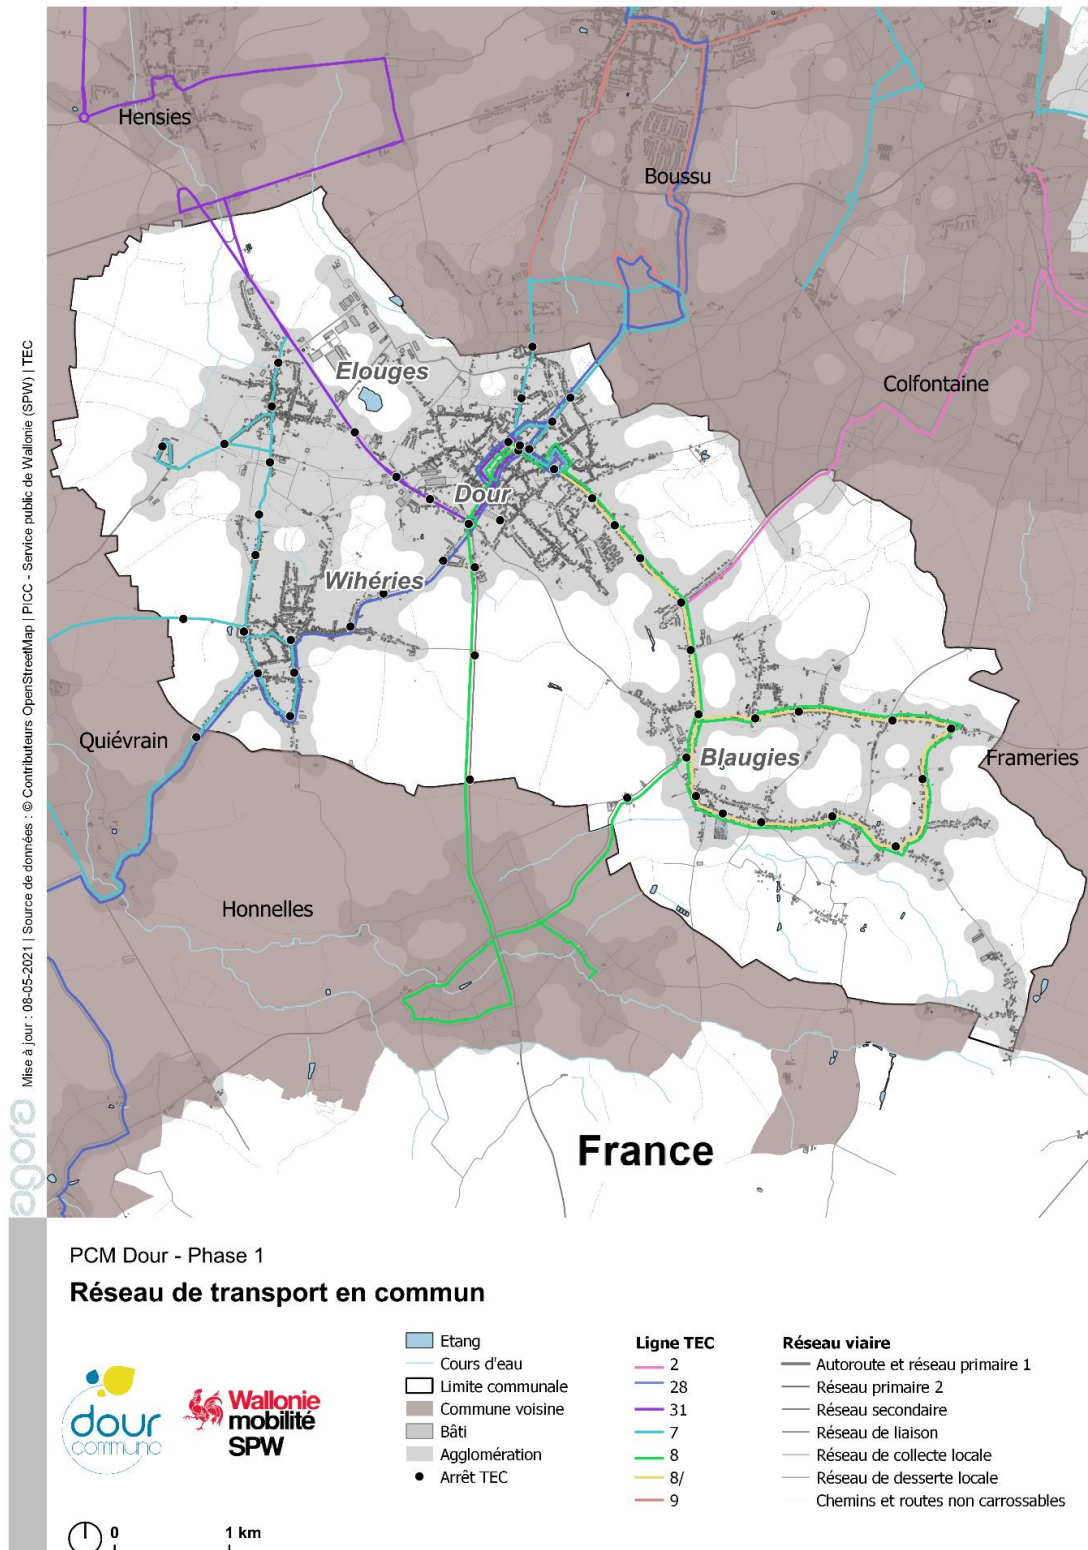 Hensies
Boussu
Elouges
Colfontaine
Dour
Wihéries
Quiévrain
Blaugies
Frameries
Honnelles
France
Mise à jour : 08-05-2021 | Source de données : © Contributeurs OpenStreetMap | PICC - Service public de Wallonie (SPW) | TEC
agora
PCM Dour - Phase 1
Réseau de transport en commun
dour
commune
Wallonie
mobilité
SPW
Etang
Cours d'eau
Limite communale
Commune voisine
Bâti
Agglomération
Arrêt TEC
Ligne TEC
2
28
31
7
8
8/
9
Réseau viaire
Autoroute et réseau primaire 1
Réseau primaire 2
Réseau secondaire
Réseau de liaison
Réseau de collecte locale
Réseau de desserte locale
Chemins et routes non carrossables
0 1 km